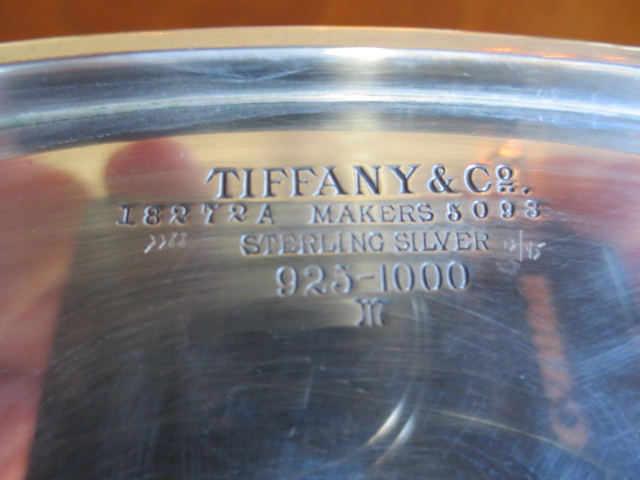 TIFFANY & Co.
18272A MAKERS 5093
STERLING SILVER
925-1000
M